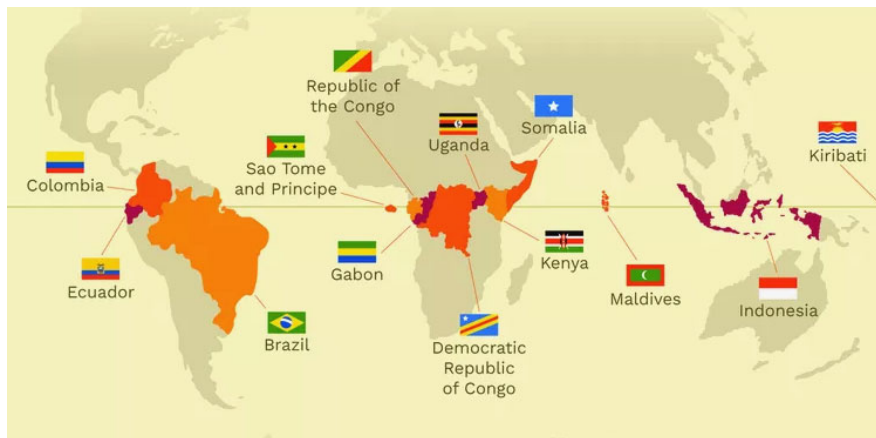 Republic of
the Congo
Somalia
Uganda
Kiribati
Colombia
Sao Tome
and Principe
Ecuador
Gabon
Kenya
Maldives
Indonesia
Brazil
Democratic
Republic
of Congo